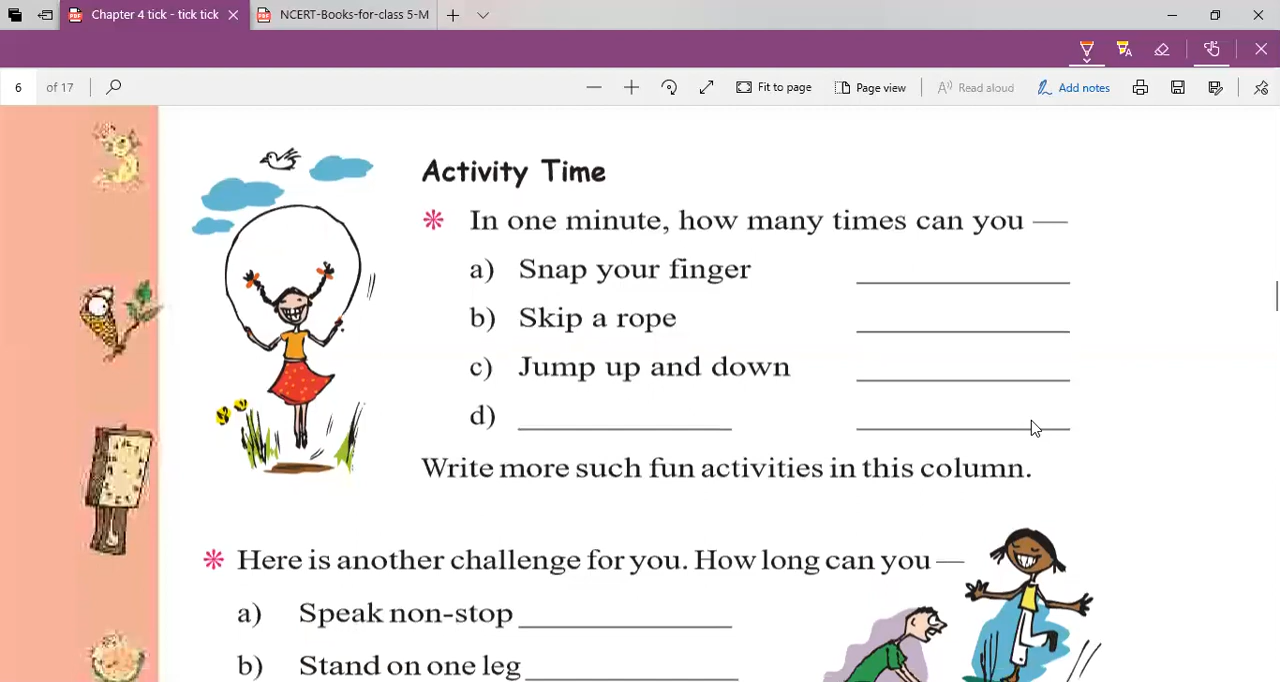 Chapter 4 tick - tick tick
NCERT-Books-for class 5-M
6 of 17
Fit to page
Page view
Read aloud
Add notes
Activity Time
In one minute, how many times can you —
a) Snap your finger
b) Skip a rope
c) Jump up and down
d)
Write more such fun activities in this column.
Here is another challenge for you. How long can you —
a) Speak non-stop
b) Stand on one leg